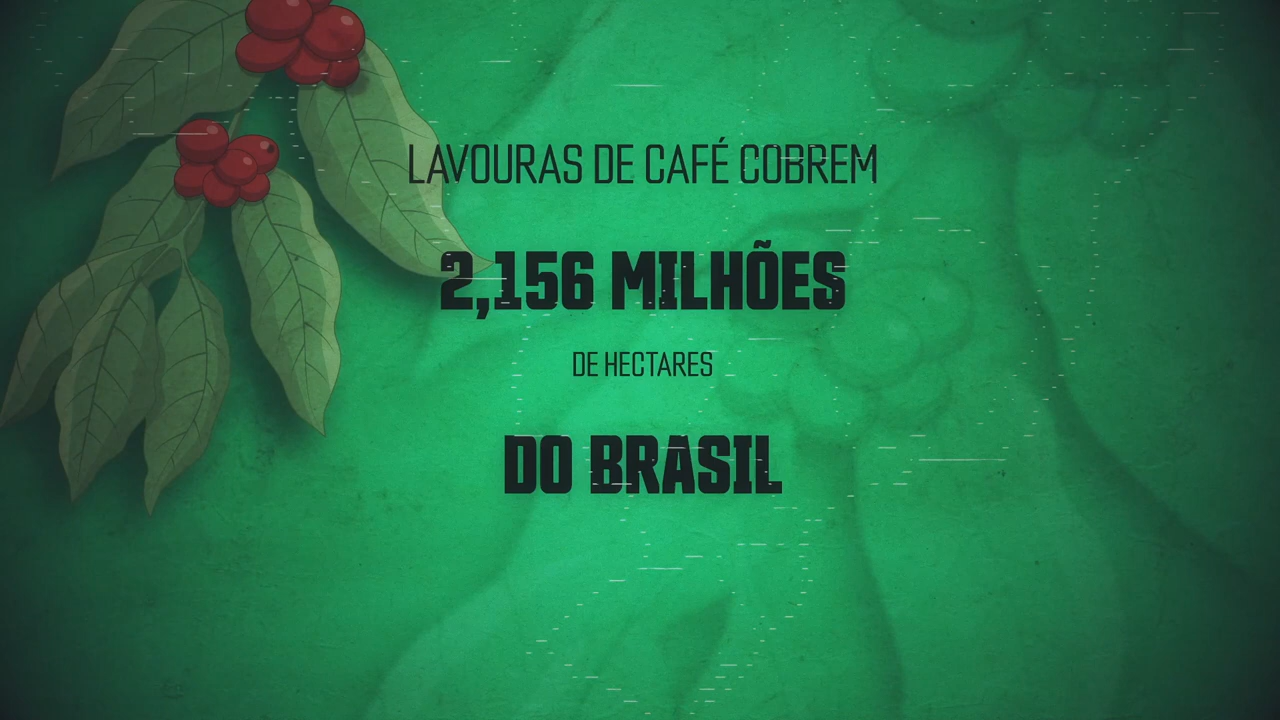 LAVOURAS DE CAFÉ COBREM
2,156 MILHÕES
DE HECTARES
DO BRASIL